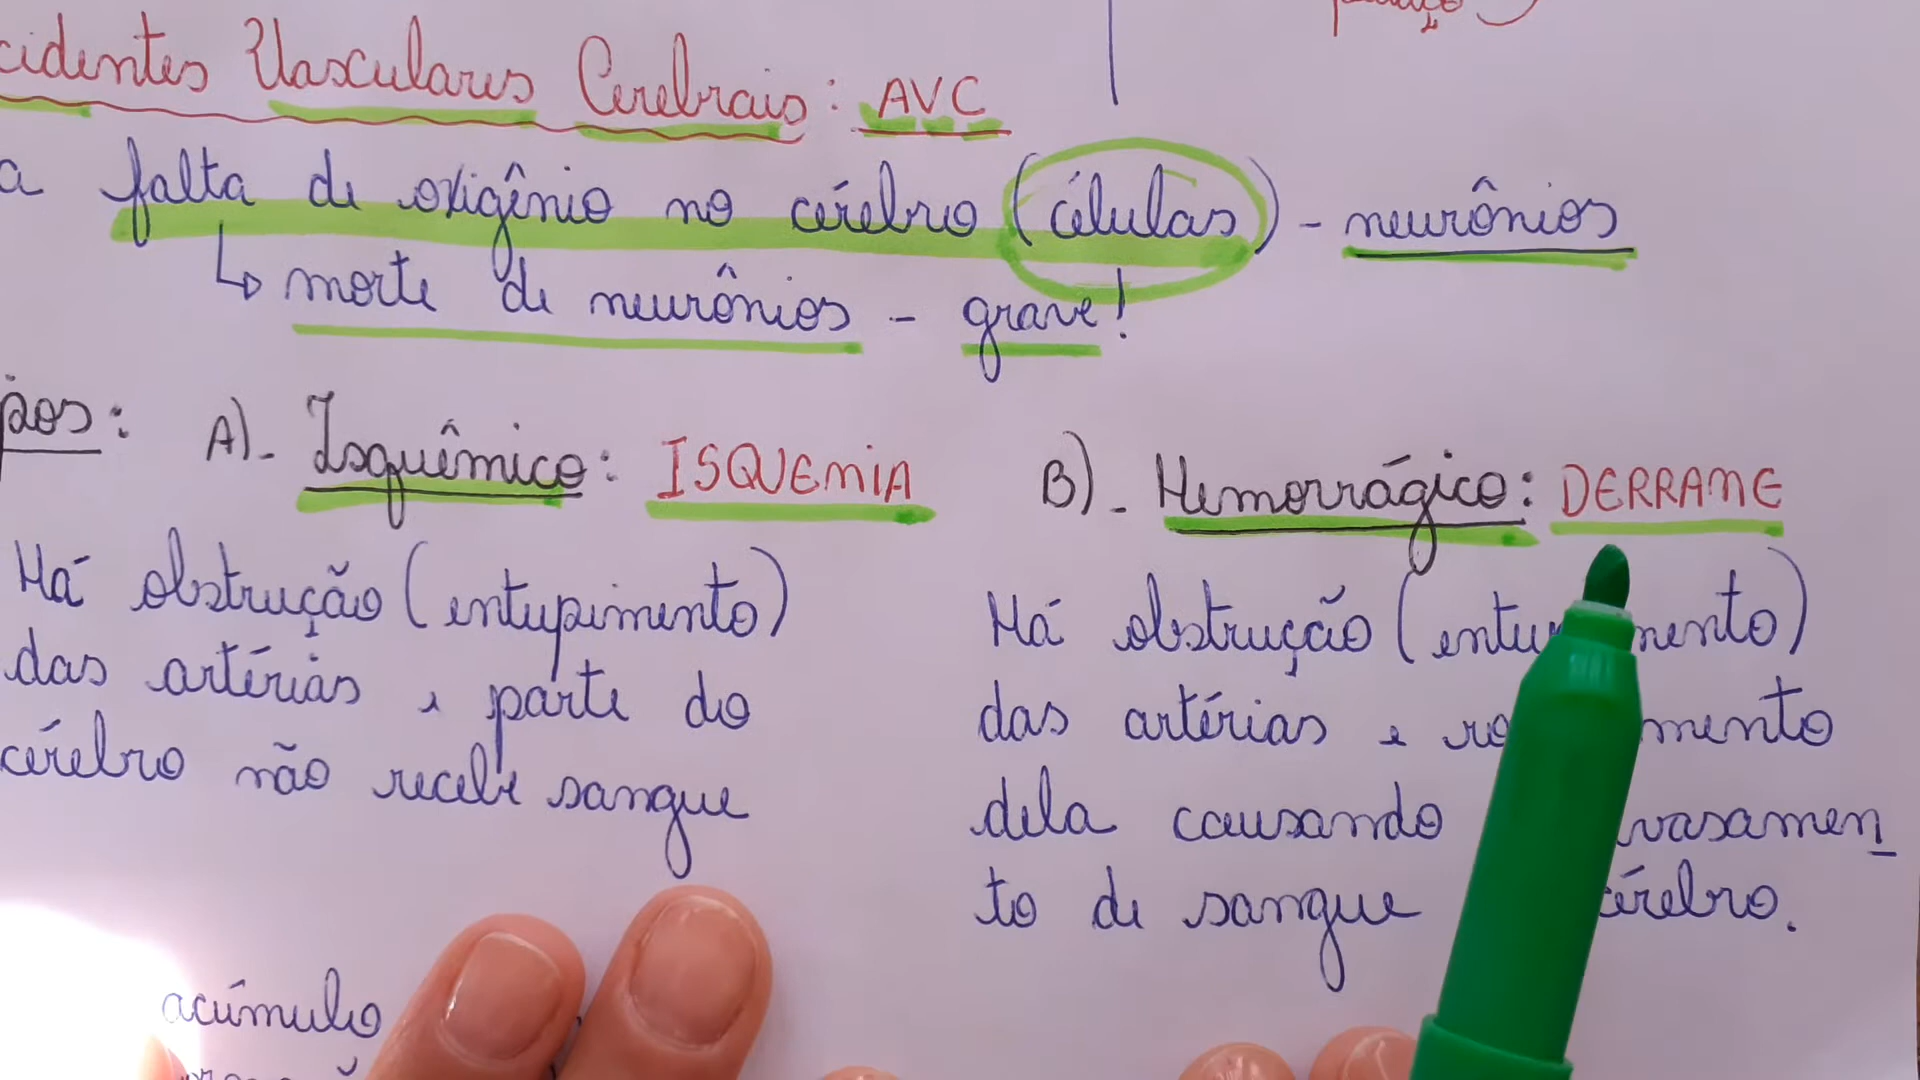 cidentes Vasculares Cerebrais: AVC
a falta de oxigênio no cérebro (células) - neurônios
↳ morte de neurônios - grave!
pos: A)- Isquêmico: ISQUEMIA
Há obstrução (entupimento)
das artérias e parte do
cérebro não recebe sangue
B)- Hemorrágico: DERRAME
Há obstrução (entu mento)
das artérias e ro mento
dela causando vasamen
to de sangue cérebro.
acúmulo